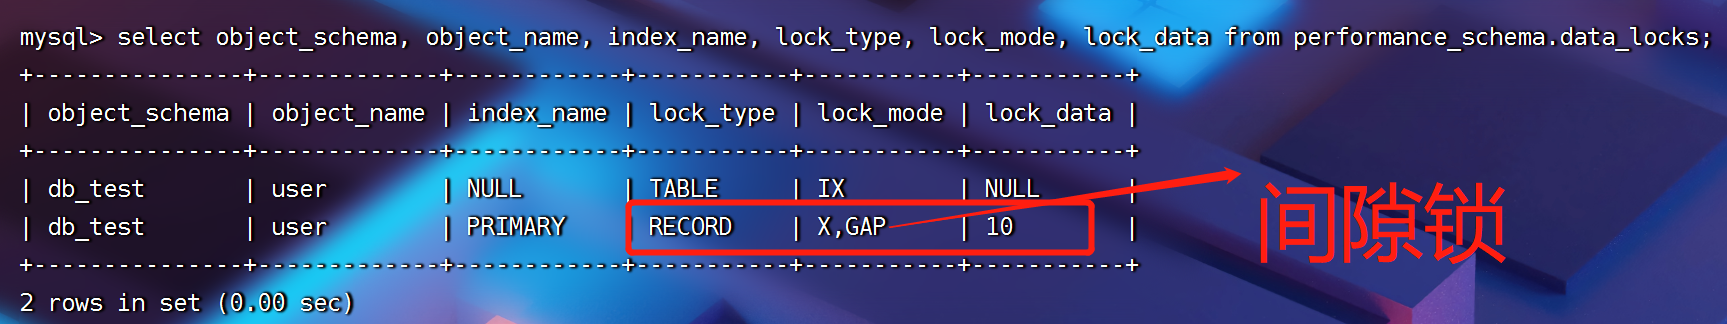 mysql> select object_schema, object_name, index_name, lock_type, lock_mode, lock_data from performance_schema.data_locks;
+---------------+-------------+------------+-----------+-----------+-----------+
| object_schema | object_name | index_name | lock_type | lock_mode | lock_data |
+---------------+-------------+------------+-----------+-----------+-----------+
| db_test       | user        | NULL       | TABLE     | IX        | NULL      |
| db_test       | user        | PRIMARY    | RECORD    | X,GAP     | 10        |
+---------------+-------------+------------+-----------+-----------+-----------+
2 rows in set (0.00 sec)
间隙锁